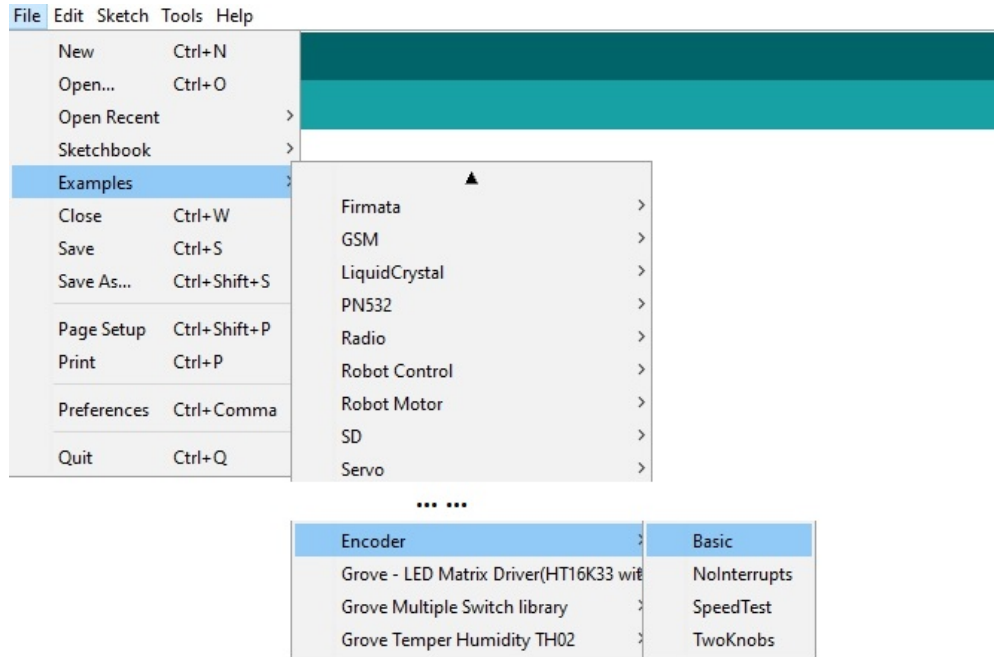 File Edit Sketch Tools Help
New Ctrl+N
Open... Ctrl+O
Open Recent >
Sketchbook >
Examples >
Close Ctrl+W
Save Ctrl+S
Save As... Ctrl+Shift+S
Page Setup Ctrl+Shift+P
Print Ctrl+P
Preferences Ctrl+Comma
Quit Ctrl+Q
▲
Firmata >
GSM >
LiquidCrystal >
PN532 >
Radio >
Robot Control >
Robot Motor >
SD >
Servo >
... ...
Encoder >
Grove - LED Matrix Driver(HT16K33 wit
Grove Multiple Switch library >
Grove Temper Humidity TH02 >
Basic
NoInterrupts
SpeedTest
TwoKnobs